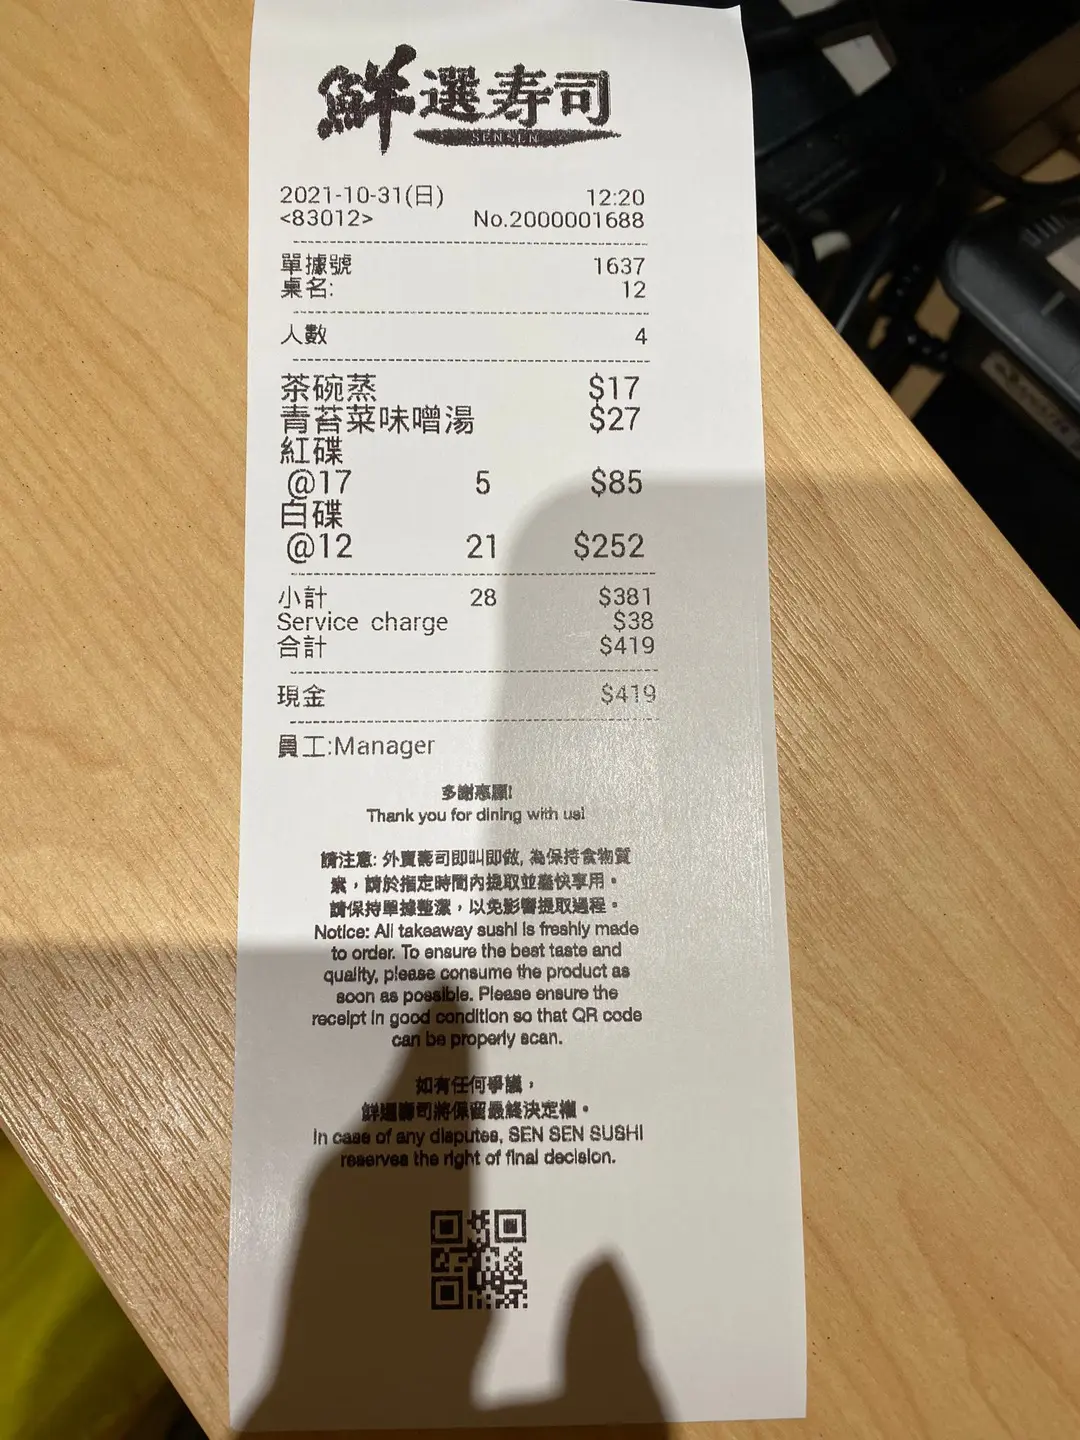 鮮選寿司
SENSEN
2021-10-31(日) 12:20
<83012> No.2000001688
單據號 1637
桌名: 12
人數 4
茶碗蒸 $17
青苔菜味噌湯 $27
紅碟
@17 5 $85
白碟
@12 21 $252
小計 28 $381
Service charge $38
合計 $419
現金 $419
員工:Manager
多謝惠顧!
Thank you for dining with us!
請注意: 外賣壽司即叫即做, 為保持食物質
素，請於指定時間內提取並盡快享用。
請保持單據整潔，以免影響提取過程。
Notice: All takeaway sushi is freshly made
to order. To ensure the best taste and
quality, please consume the product as
soon as possible. Please ensure the
receipt in good condition so that QR code
can be properly scan.
如有任何爭議，
鮮選壽司將保留最終決定權。
In case of any disputes, SEN SEN SUSHI
reserves the right of final decision.